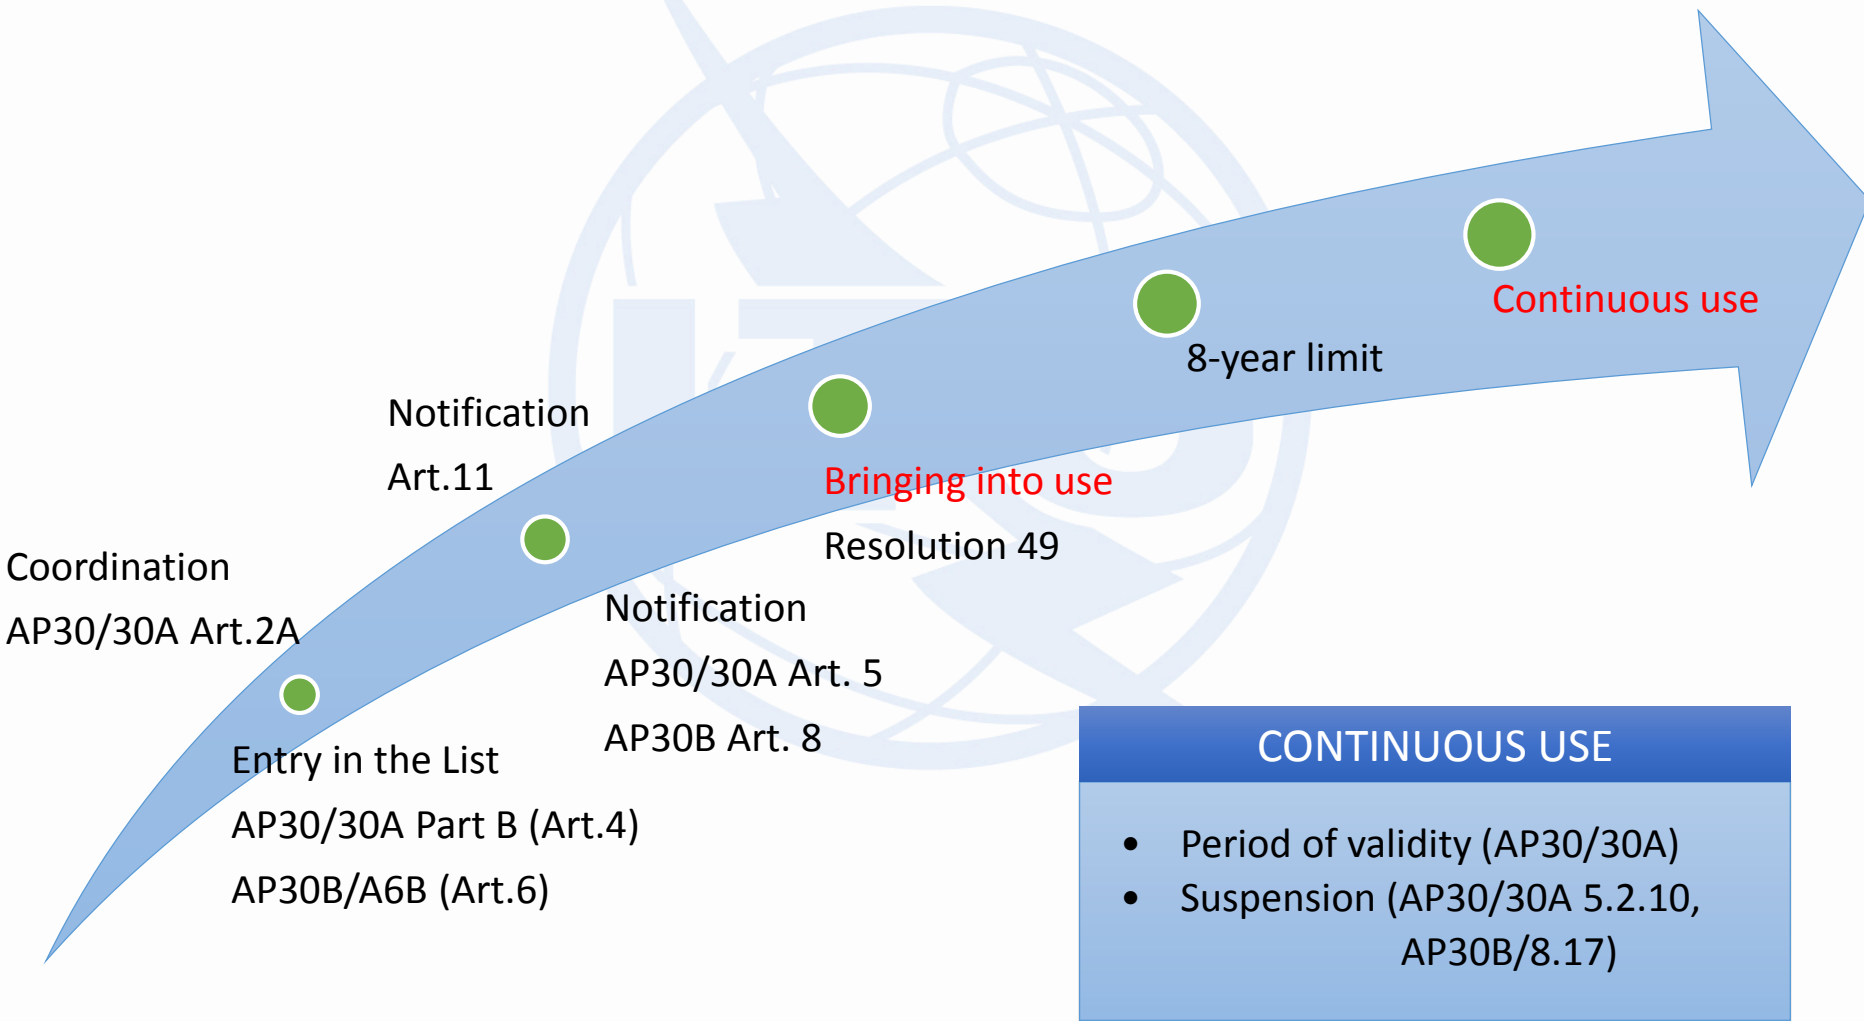 Coordination
AP30/30A Art.2A
Entry in the List
AP30/30A Part B (Art.4)
AP30B/A6B (Art.6)
Notification
Art.11
Notification
AP30/30A Art. 5
AP30B Art. 8
Bringing into use
Resolution 49
8-year limit
Continuous use
CONTINUOUS USE
• Period of validity (AP30/30A)
• Suspension (AP30/30A 5.2.10,
AP30B/8.17)
ITU